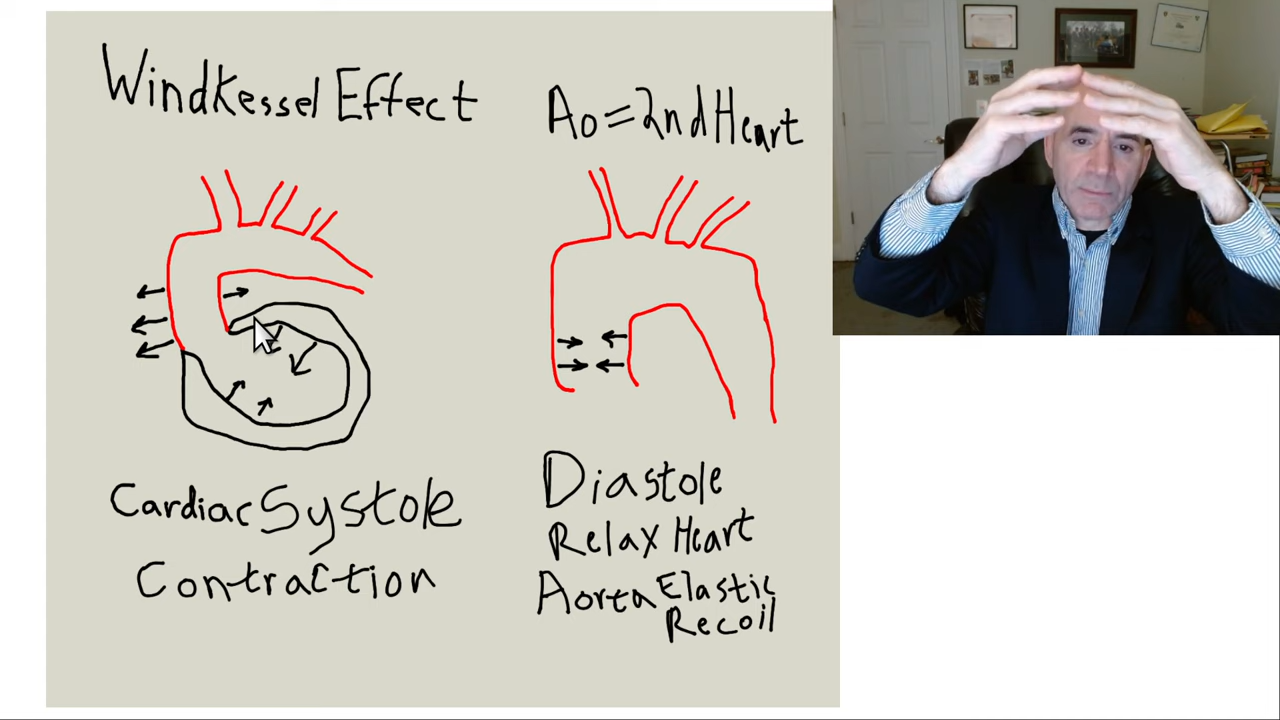 Windkessel Effect
Ao=2nd Heart
Cardiac Systole
Contraction
Diastole
Relax Heart
Aorta Elastic
Recoil